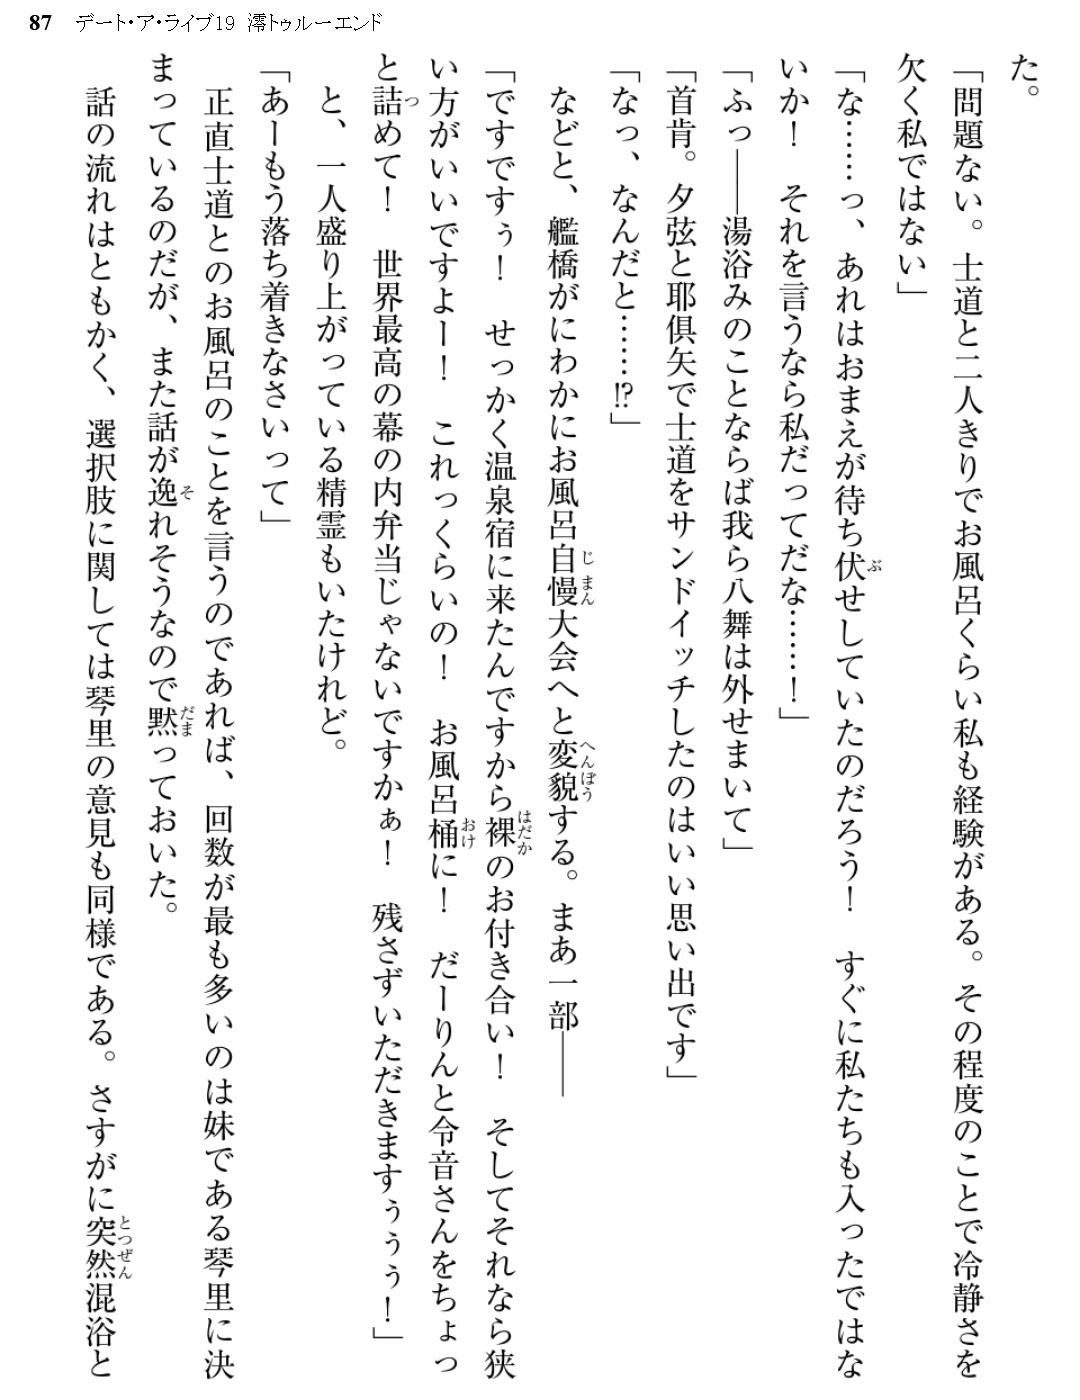 87 デート・ア・ライブ19 澪トゥルーエンド
た。
「問題ない。士道と二人きりでお風呂くらい私も経験がある。その程度のことで冷静さを
欠く私ではない」
「な……っ、あれはおまえが待ち伏せしていたのだろう！　すぐに私たちも入ったではな
いか！　それを言うなら私だってだな……！」
「ふっ――湯浴みのことならば我ら八舞は外せまいて」
「首肯。夕弦と耶倶矢で士道をサンドイッチしたのはいい思い出です」
「なっ、なんだと……!?」
などと、艦橋がにわかにお風呂自慢大会へと変貌する。まあ一部――
「ですですぅ！　せっかく温泉宿に来たんですから裸のお付き合い！　そしてそれなら狭
い方がいいですよー！　これっくらいの！　お風呂桶に！　だーりんと令音さんをちょっ
と詰めて！　世界最高の幕の内弁当じゃないですかぁ！　残さずいただきますぅぅぅ！」
と、一人盛り上がっている精霊もいたけれど。
「あーもう落ち着きなさいって」
正直士道とのお風呂のことを言うのであれば、回数が最も多いのは妹である琴里に決
まっているのだが、また話が逸れそうなので黙っておいた。
話の流れはともかく、選択肢に関しては琴里の意見も同様である。さすがに突然混浴と